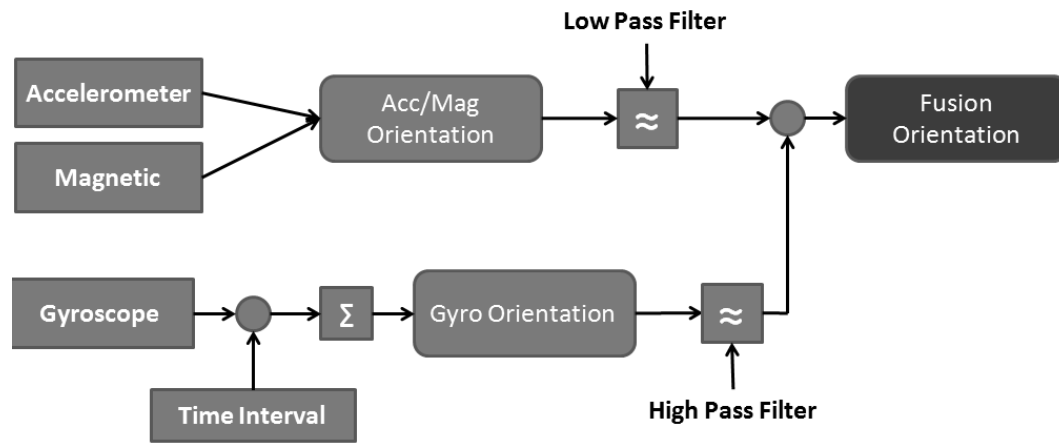 Low Pass Filter
Accelerometer
Acc/Mag
Orientation
≈
Fusion
Orientation
Magnetic
Gyroscope
Σ
Gyro Orientation
≈
Time Interval
High Pass Filter